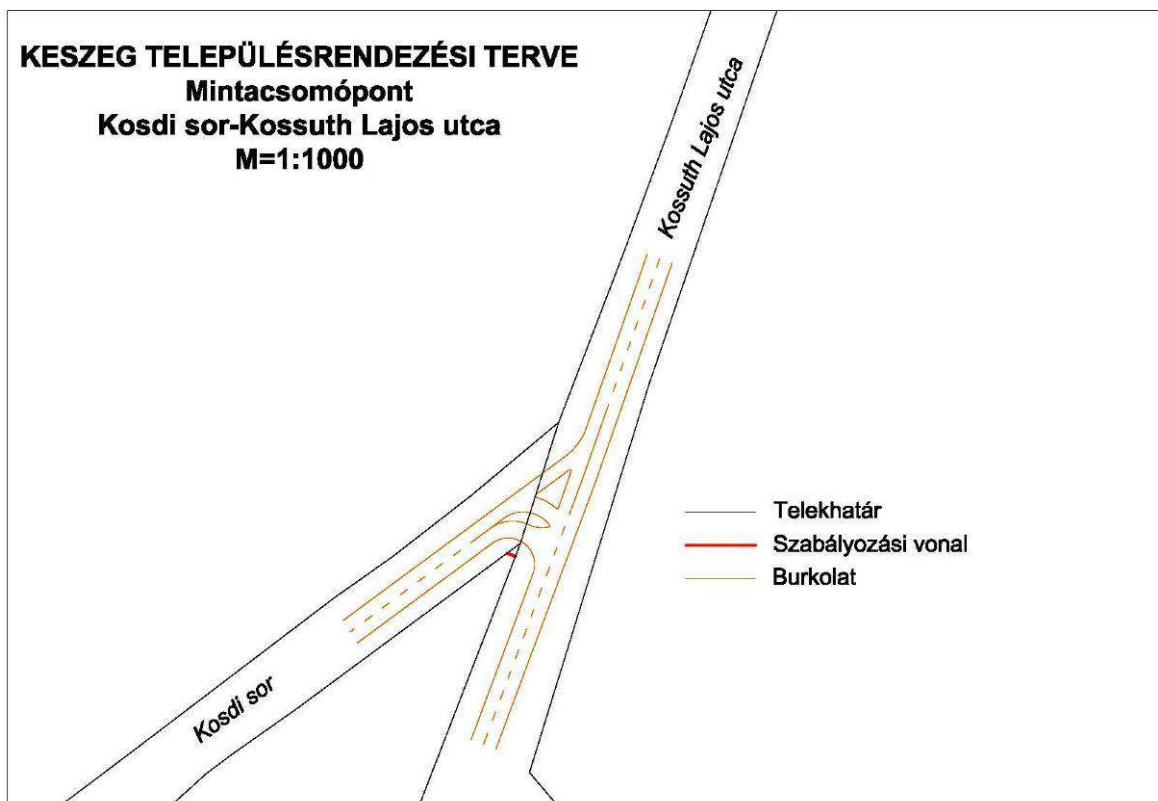 KESZEG TELEPÜLÉSRENDEZÉSI TERVE
Mintacsomópont
Kosdi sor-Kossuth Lajos utca
M=1:1000
Kossuth Lajos utca
Telekhatár
Szabályozási vonal
Burkolat
Kosdi sor